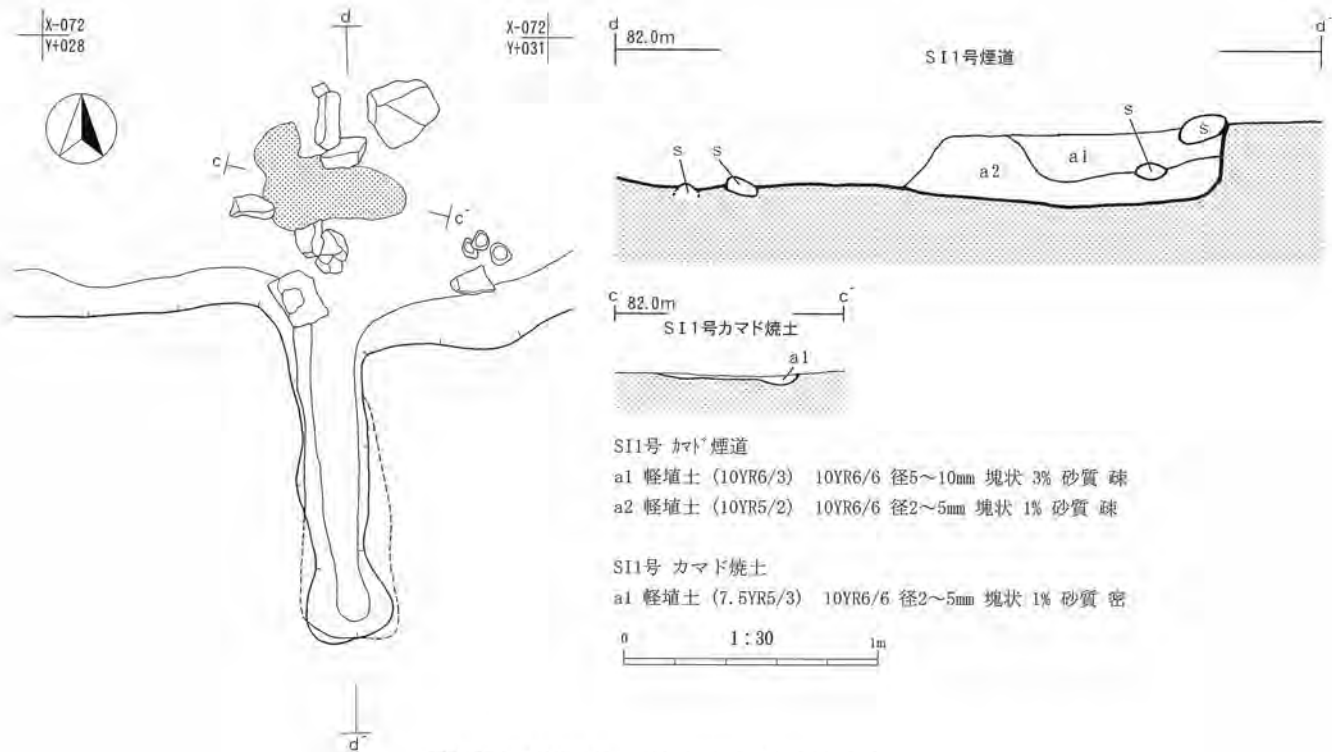 X-072
Y+028
d
X-072
Y+031
c
c´
d´
d
82.0m
d´
SI1号煙道
s
s
s
s
a1
a2
c
82.0m
c´
SI1号カマド焼土
a1
SI1号 カマド煙道
a1 軽埴土 (10YR6/3) 10YR6/6 径5～10mm 塊状 3% 砂質 疎
a2 軽埴土 (10YR5/2) 10YR6/6 径2～5mm 塊状 1% 砂質 疎
SI1号 カマド焼土
a1 軽埴土 (7.5YR5/3) 10YR6/6 径2～5mm 塊状 1% 砂質 密
0
1：30
1m